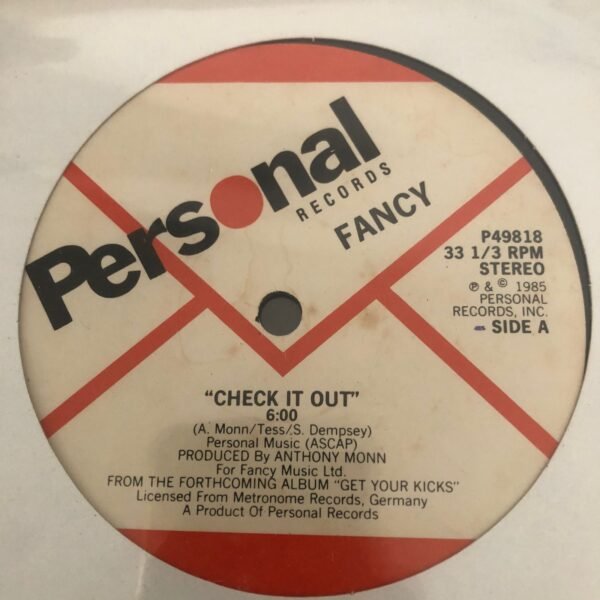 Personal
RECORDS
FANCY
P49818
33 1/3 RPM
STEREO
℗ & © 1985
PERSONAL
RECORDS, INC.
- SIDE A
"CHECK IT OUT"
6:00
(A. Monn/Tess/S. Dempsey)
Personal Music (ASCAP)
PRODUCED By ANTHONY MONN
For Fancy Music Ltd.
FROM THE FORTHCOMING ALBUM "GET YOUR KICKS"
Licensed From Metronome Records, Germany
A Product Of Personal Records